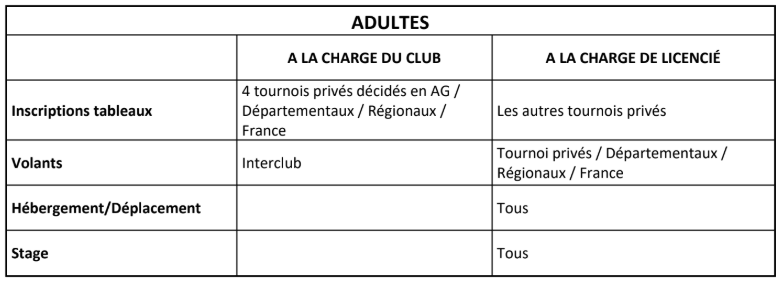 ADULTES
A LA CHARGE DU CLUB
A LA CHARGE DE LICENCIÉ
Inscriptions tableaux
4 tournois privés décidés en AG /
Départementaux / Régionaux /
France
Les autres tournois privés
Volants
Interclub
Tournoi privés / Départementaux /
Régionaux / France
Hébergement/Déplacement
Tous
Stage
Tous